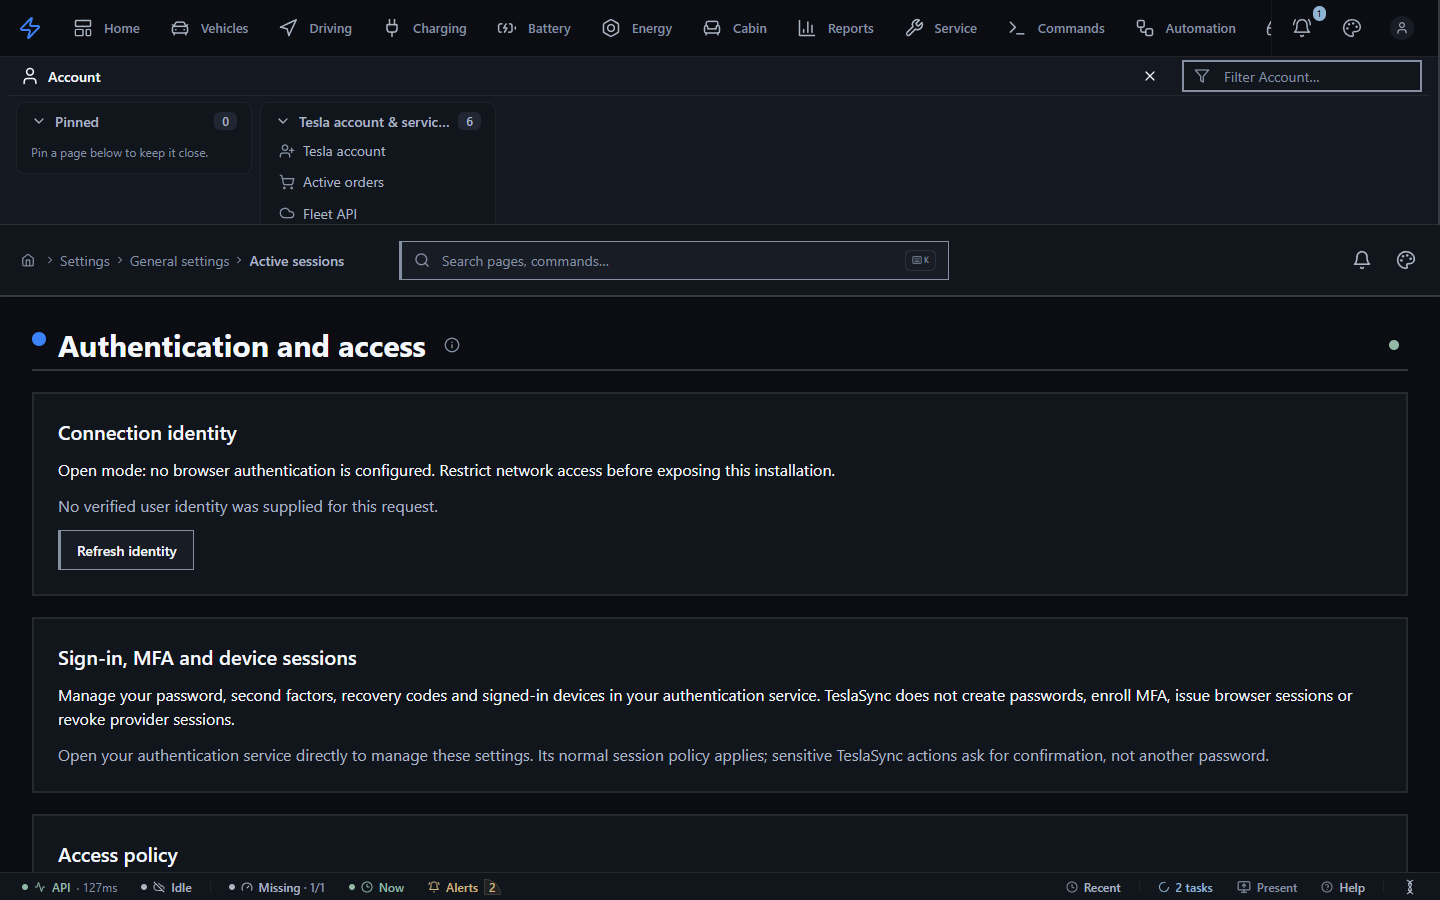 Home Vehicles Driving Charging Battery Energy Cabin Reports Service Commands Automation 1
Account Filter Account...
Pinned 0
Pin a page below to keep it close.
Tesla account & servic... 6
Tesla account
Active orders
Fleet API
Settings General settings Active sessions Search pages, commands... K
Authentication and access
Connection identity
Open mode: no browser authentication is configured. Restrict network access before exposing this installation.
No verified user identity was supplied for this request.
Refresh identity
Sign-in, MFA and device sessions
Manage your password, second factors, recovery codes and signed-in devices in your authentication service. TeslaSync does not create passwords, enroll MFA, issue browser sessions or
revoke provider sessions.
Open your authentication service directly to manage these settings. Its normal session policy applies; sensitive TeslaSync actions ask for confirmation, not another password.
Access policy
API · 127ms Idle Missing · 1/1 Now Alerts 2 Recent 2 tasks Present Help